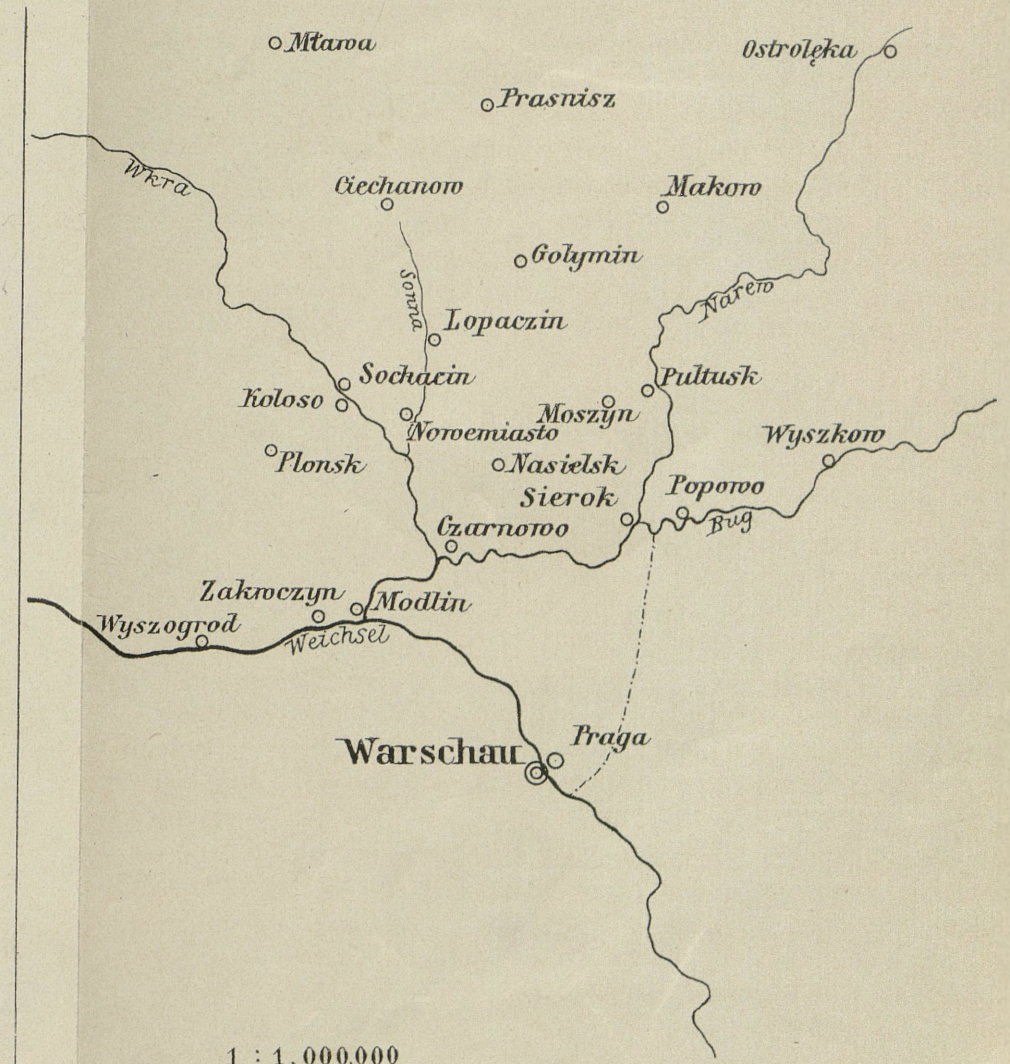 Mława
Ostrolęka
Prasnisz
Wkra
Ciechanow
Makow
Golymin
Narew
Sonna
Lopaczin
Sochacin
Pultusk
Koloso
Moszyn
Nowemiasto
Wyszkow
Plonsk
Nasielsk
Popowo
Sierok
Bug
Czarnowo
Zakroczyn
Modlin
Wyszogrod
Weichsel
Praga
Warschau
1 : 1.000.000